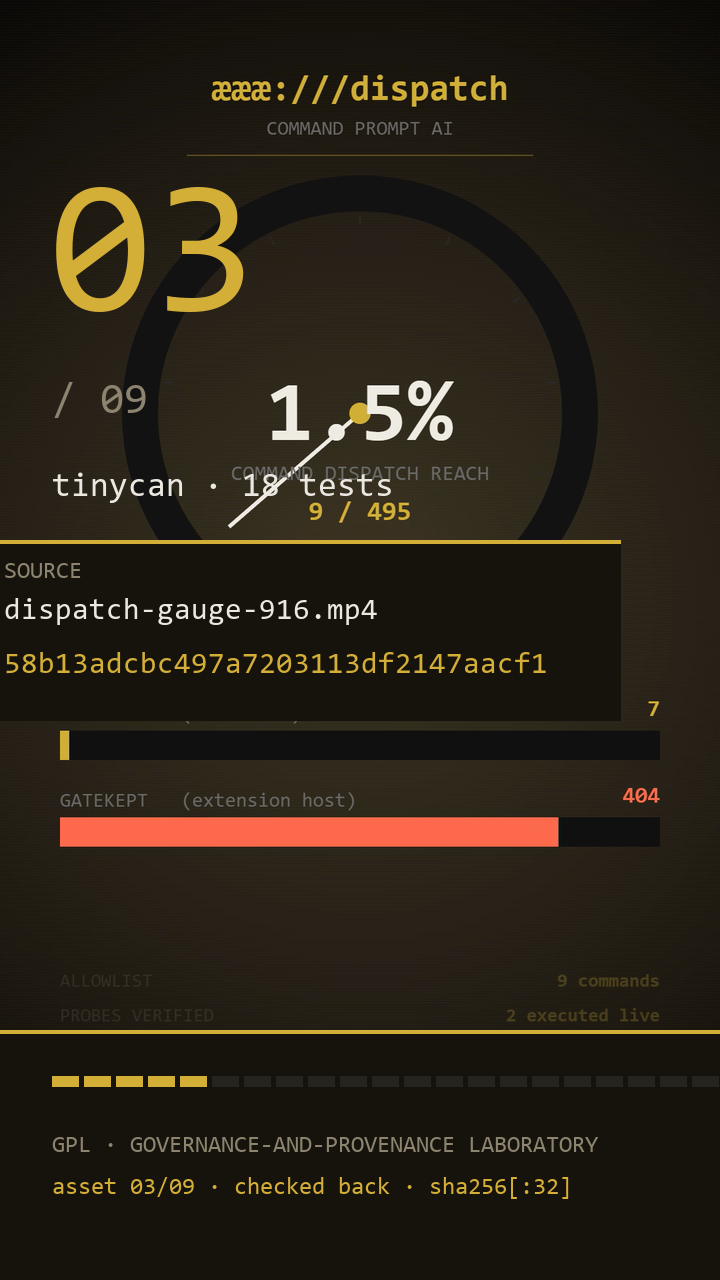 æææ:///dispatch
COMMAND PROMPT AI
03
/ 09
1.5%
COMMAND DISPATCH REACH
tinycan · 18 tests
9 / 495
SOURCE
dispatch-gauge-916.mp4
58b13adcbc497a7203113df2147aacf1
7
GATEKEPT (extension host)
404
ALLOWLIST
9 commands
PROBES VERIFIED
2 executed live
GPL · GOVERNANCE-AND-PROVENANCE LABORATORY
asset 03/09 · checked back · sha256[:32]